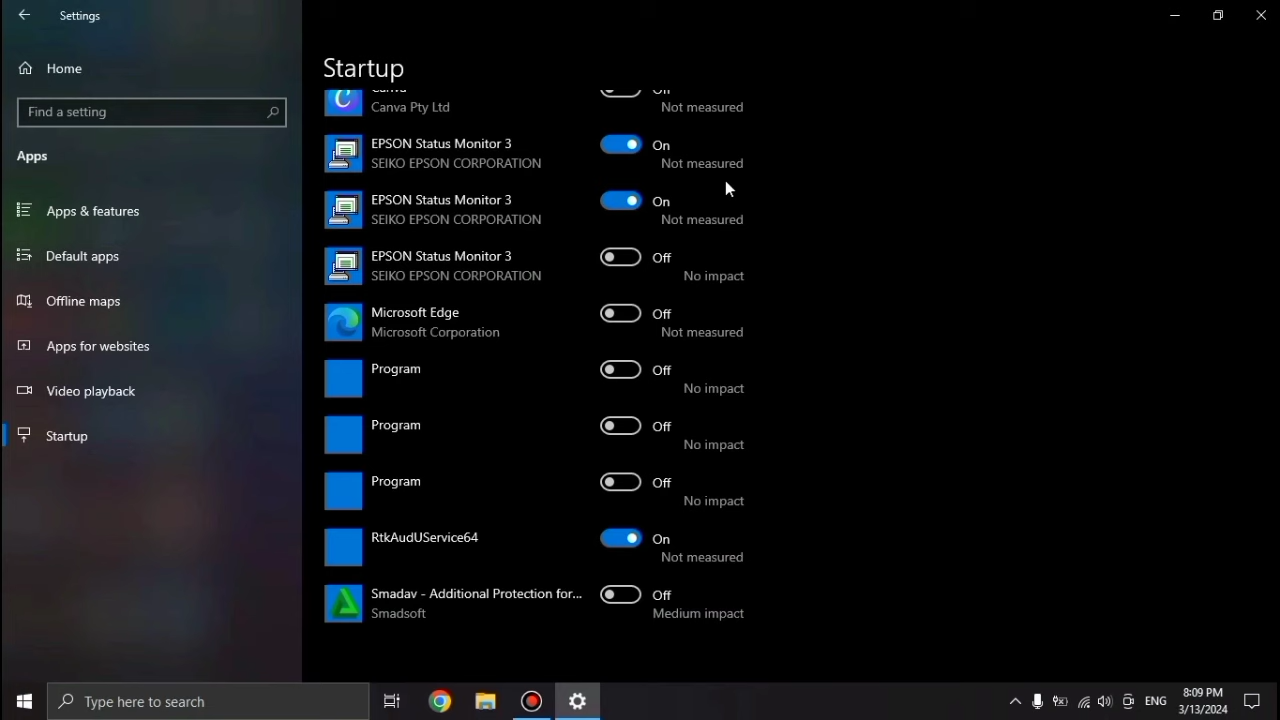 Settings
Home
Find a setting
Apps
Apps & features
Default apps
Offline maps
Apps for websites
Video playback
Startup
Startup
Canva
Off
Canva Pty Ltd
Not measured
EPSON Status Monitor 3
On
SEIKO EPSON CORPORATION
Not measured
EPSON Status Monitor 3
On
SEIKO EPSON CORPORATION
Not measured
EPSON Status Monitor 3
Off
SEIKO EPSON CORPORATION
No impact
Microsoft Edge
Off
Microsoft Corporation
Not measured
Program
Off
No impact
Program
Off
No impact
Program
Off
No impact
RtkAudUService64
On
Not measured
Smadav - Additional Protection for...
Off
Smadsoft
Medium impact
Type here to search
ENG
8:09 PM
3/13/2024